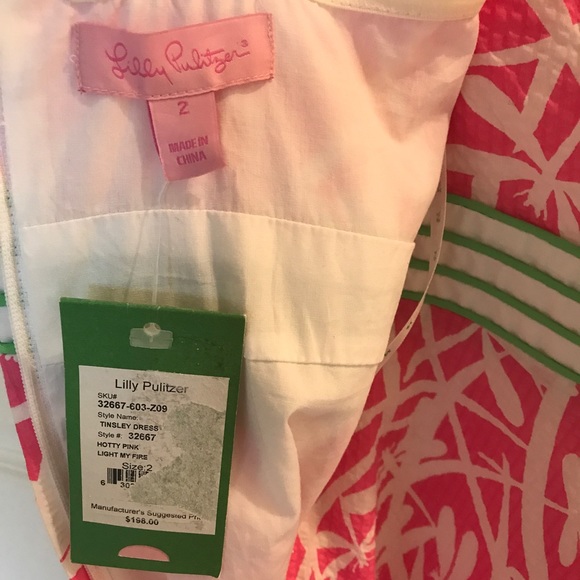 Lilly Pulitzer
2
MADE IN
CHINA
Lilly Pulitzer
SKU#
32667-603-Z09
Style Name:
TINSLEY DRESS
Style #: 32667
HOTTY PINK
LIGHT MY FIRE
Size:2
6
Manufacturer's Suggested
$198.00